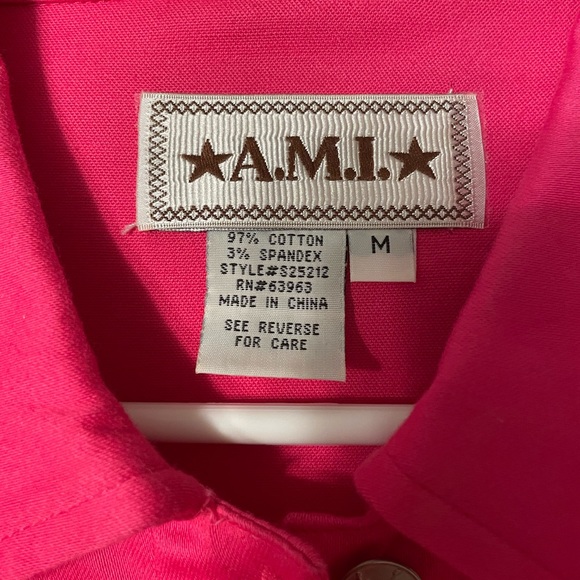 ★A.M.I.★
97% COTTON
3% SPANDEX
STYLE#S25212
RN#63963
MADE IN CHINA
SEE REVERSE
FOR CARE
M